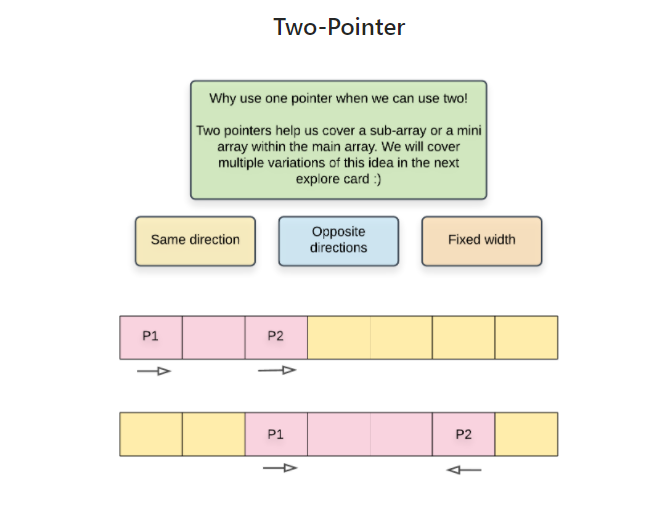 Two-Pointer
Why use one pointer when we can use two!
Two pointers help us cover a sub-array or a mini
array within the main array. We will cover
multiple variations of this idea in the next
explore card :)
Same direction
Opposite
directions
Fixed width
P1
P2
P1
P2